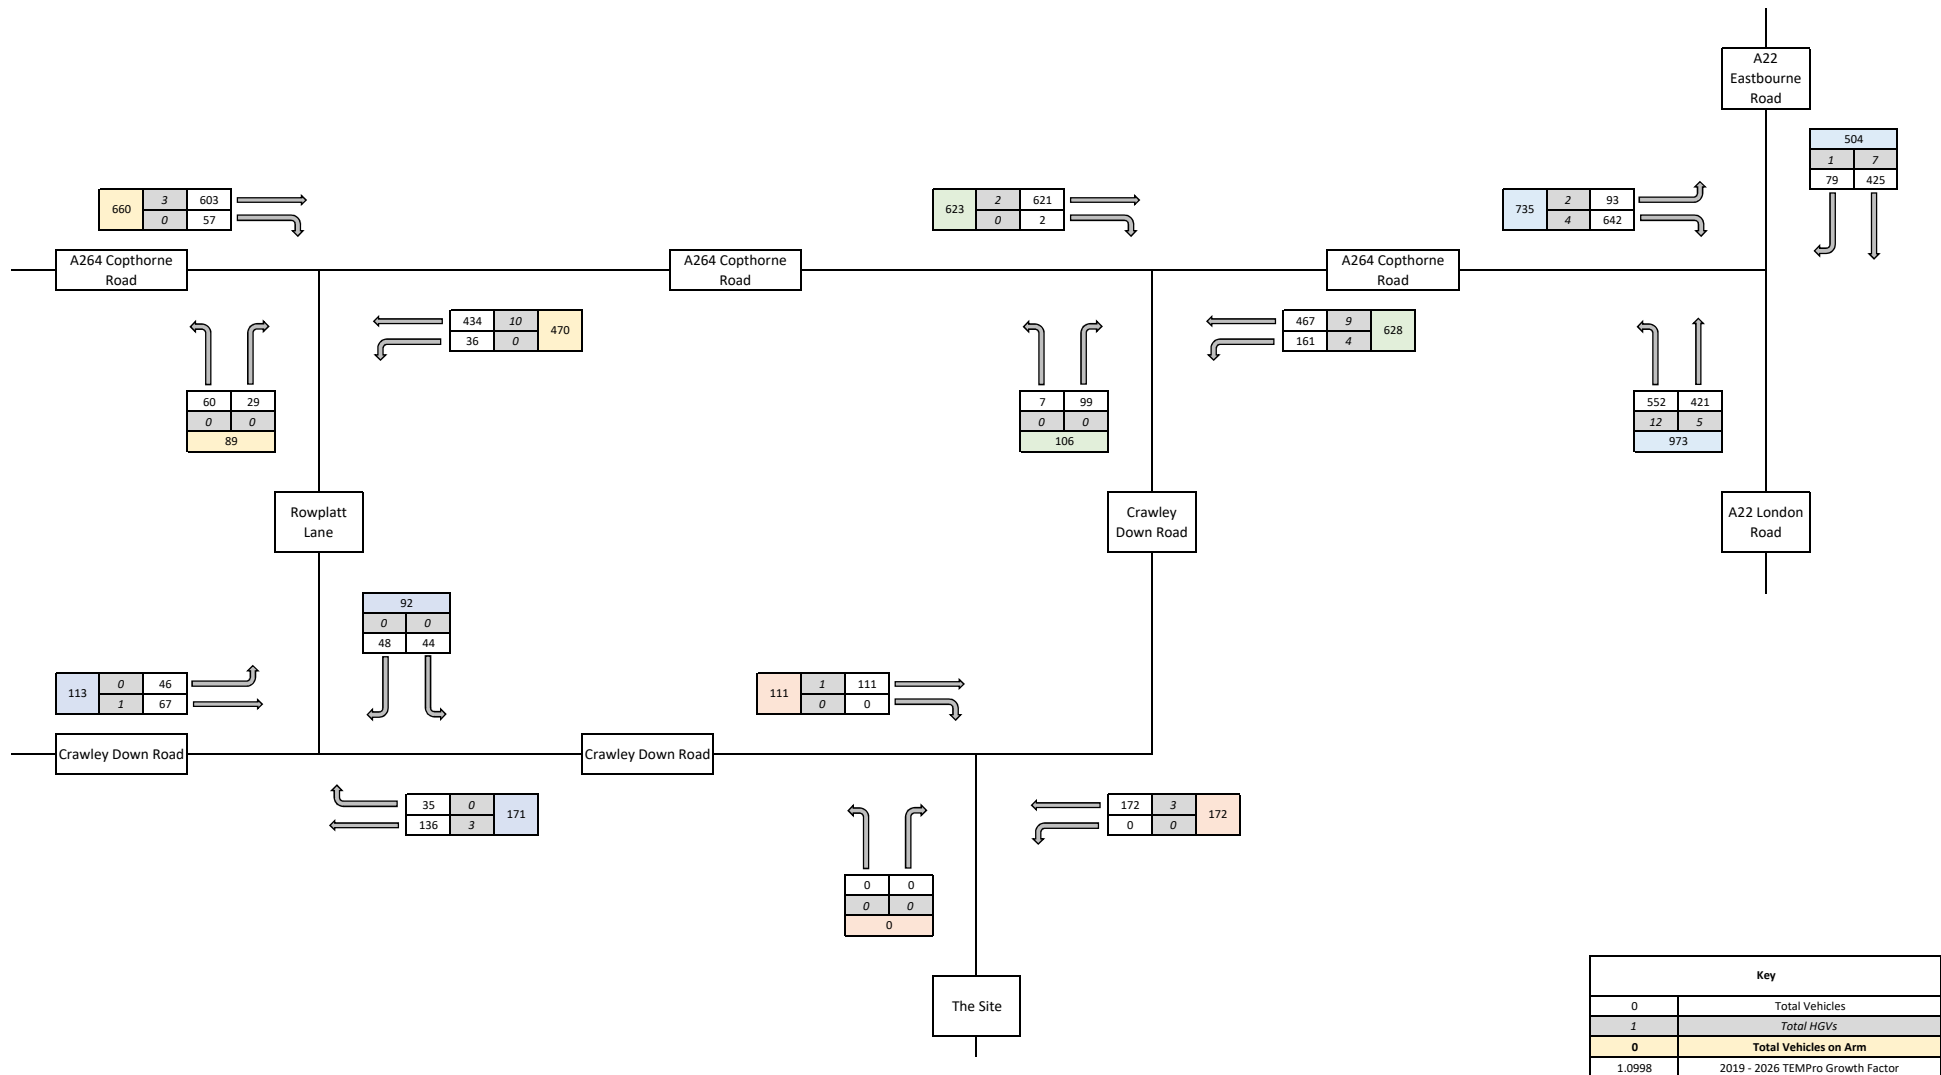 A22
Eastbourne
Road
504
1 7
79 425
660 3 603
0 57
623 2 621
0 2
735 2 93
4 642
A264 Copthorne
Road
A264 Copthorne
Road
A264 Copthorne
Road
434 10 470
36 0
467 9 628
161 4
60 29
0 0
89
7 99
0 0
106
552 421
12 5
973
Rowplatt
Lane
Crawley
Down Road
A22 London
Road
92
0 0
48 44
113 0 46
1 67
111 1 111
0 0
Crawley Down Road
Crawley Down Road
35 0 171
136 3
172 3 172
0 0
0 0
0 0
0
The Site
Key
0 Total Vehicles
1 Total HGVs
0 Total Vehicles on Arm
1.0998 2019 - 2026 TEMPro Growth Factor